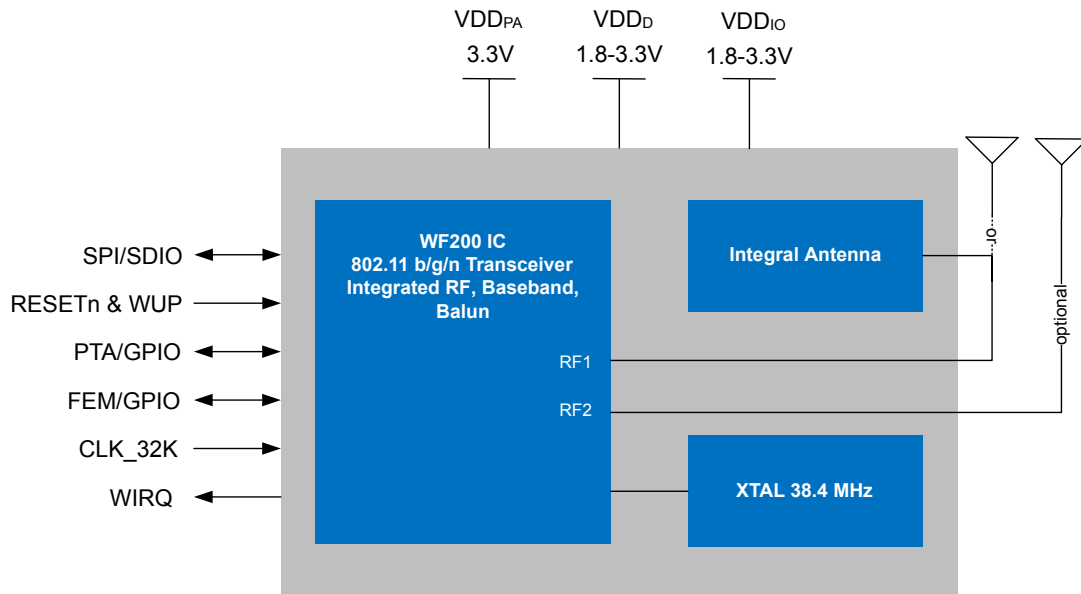 VDDPA
3.3V
VDDD
1.8-3.3V
VDDIO
1.8-3.3V
SPI/SDIO
RESETn & WUP
PTA/GPIO
FEM/GPIO
CLK_32K
WIRQ
WF200 IC
802.11 b/g/n Transceiver
Integrated RF, Baseband,
Balun
RF1
RF2
Integral Antenna
XTAL 38.4 MHz
optional